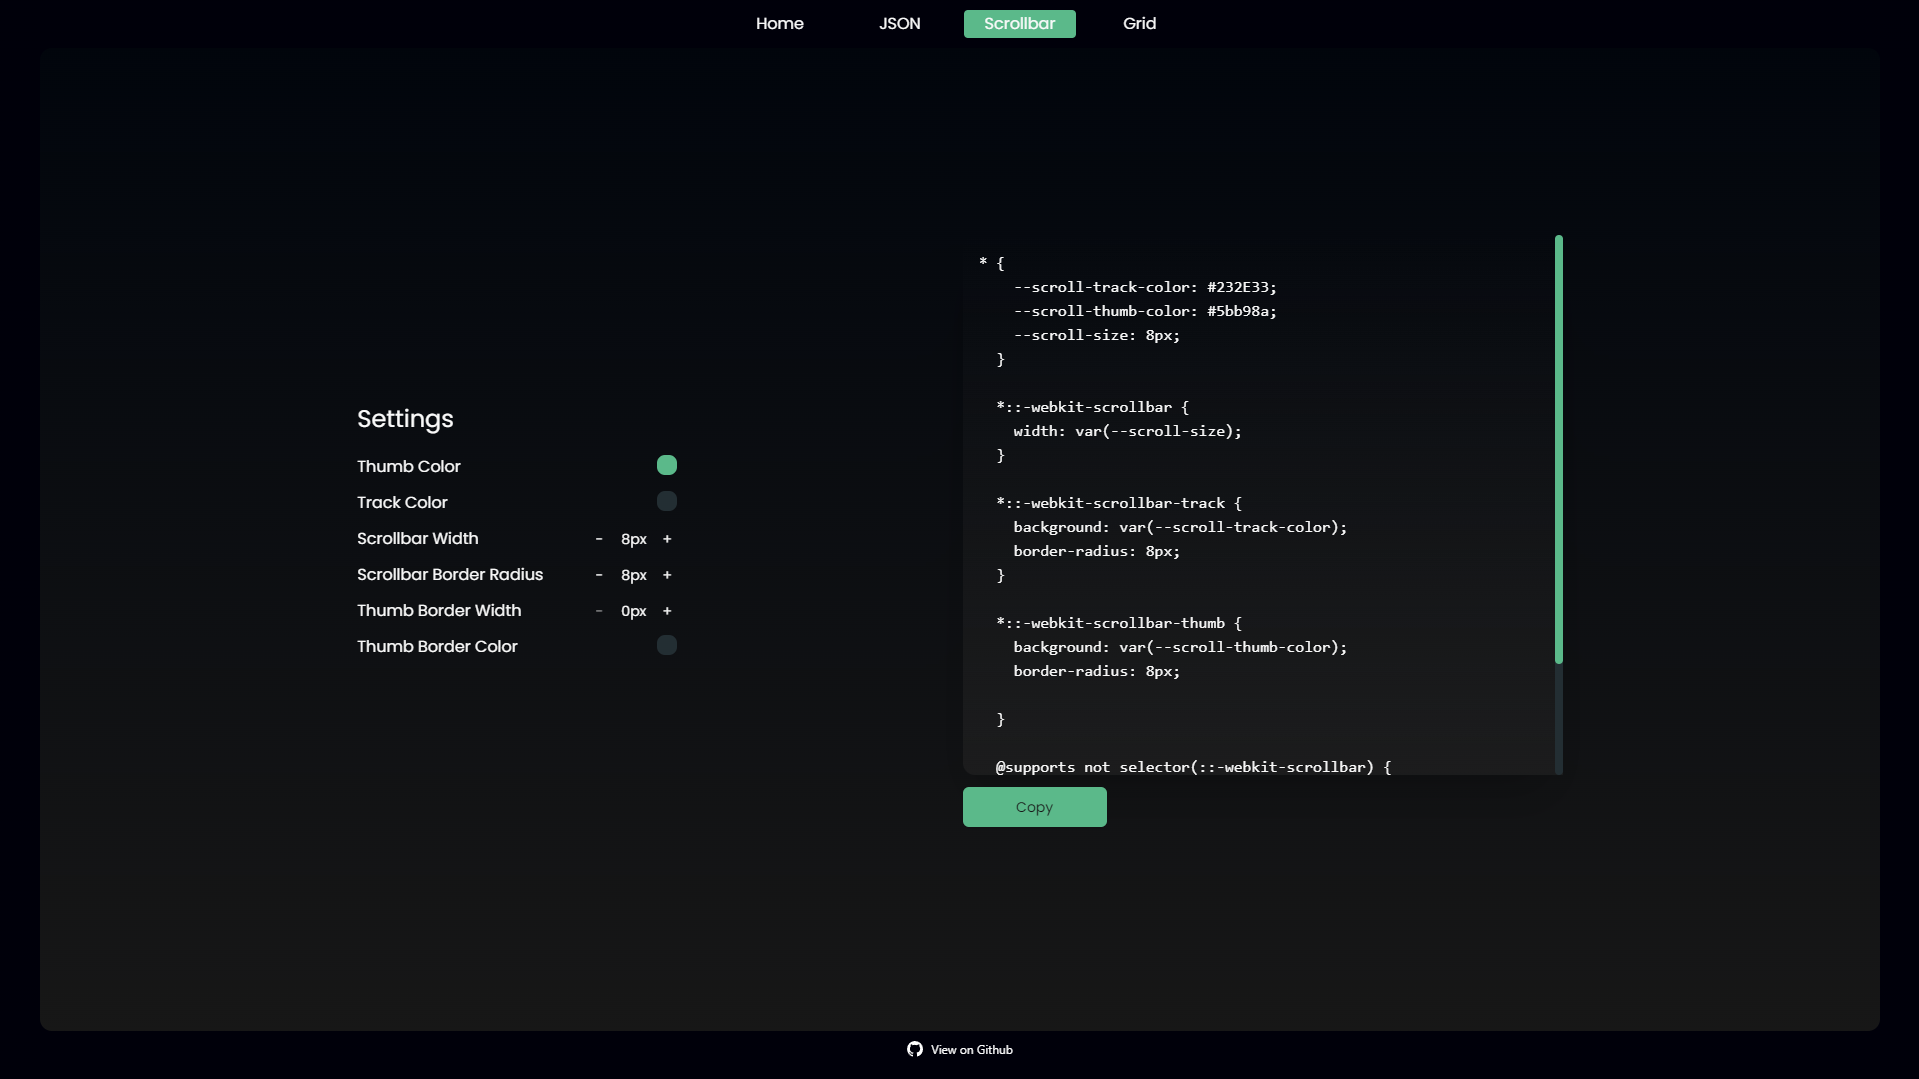 Home JSON Scrollbar Grid
Settings
Thumb Color
Track Color
Scrollbar Width - 8px +
Scrollbar Border Radius - 8px +
Thumb Border Width - 0px +
Thumb Border Color
* {
    --scroll-track-color: #232E33;
    --scroll-thumb-color: #5bb98a;
    --scroll-size: 8px;
  }
  *::-webkit-scrollbar {
    width: var(--scroll-size);
  }
  *::-webkit-scrollbar-track {
    background: var(--scroll-track-color);
    border-radius: 8px;
  }
  *::-webkit-scrollbar-thumb {
    background: var(--scroll-thumb-color);
    border-radius: 8px;
  }
  @supports not selector(::-webkit-scrollbar) {
Copy
View on Github